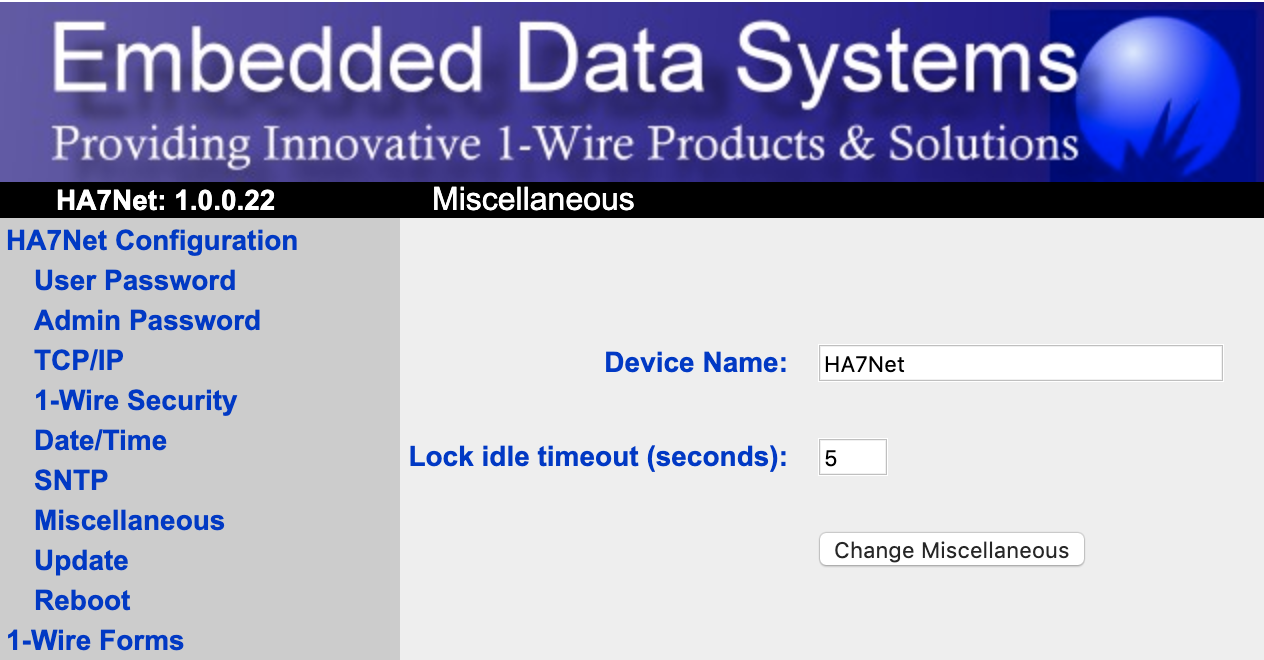 Embedded Data Systems
Providing Innovative 1-Wire Products & Solutions
HA7Net: 1.0.0.22
Miscellaneous
HA7Net Configuration
User Password
Admin Password
TCP/IP
1-Wire Security
Date/Time
SNTP
Miscellaneous
Update
Reboot
1-Wire Forms
Device Name: HA7Net
Lock idle timeout (seconds): 5
Change Miscellaneous